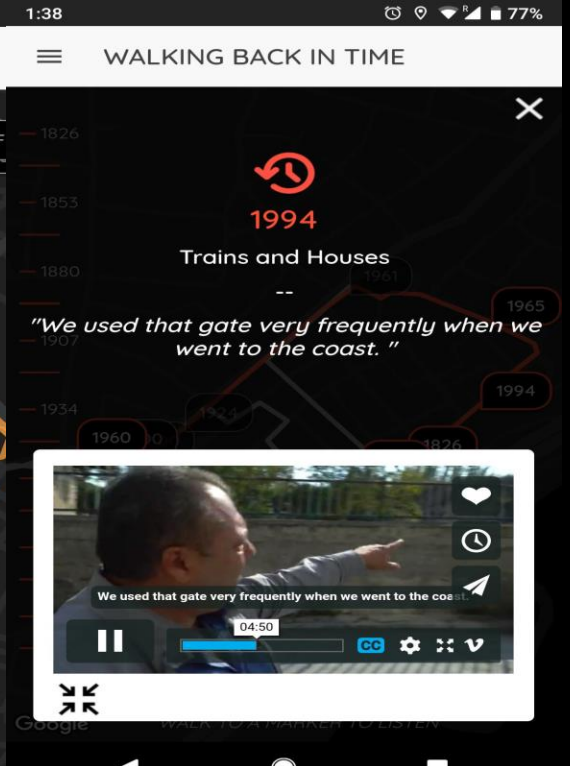 1:38
R
77%
WALKING BACK IN TIME
1826
1853
1994
Trains and Houses
1880
1961
--
1965
"We used that gate very frequently when we
1907
went to the coast. "
1994
1934
1924
1960
1826
We used that gate very frequently when we went to the coast.
04:50
CC
Google
WALK TO A MARKER TO LISTEN